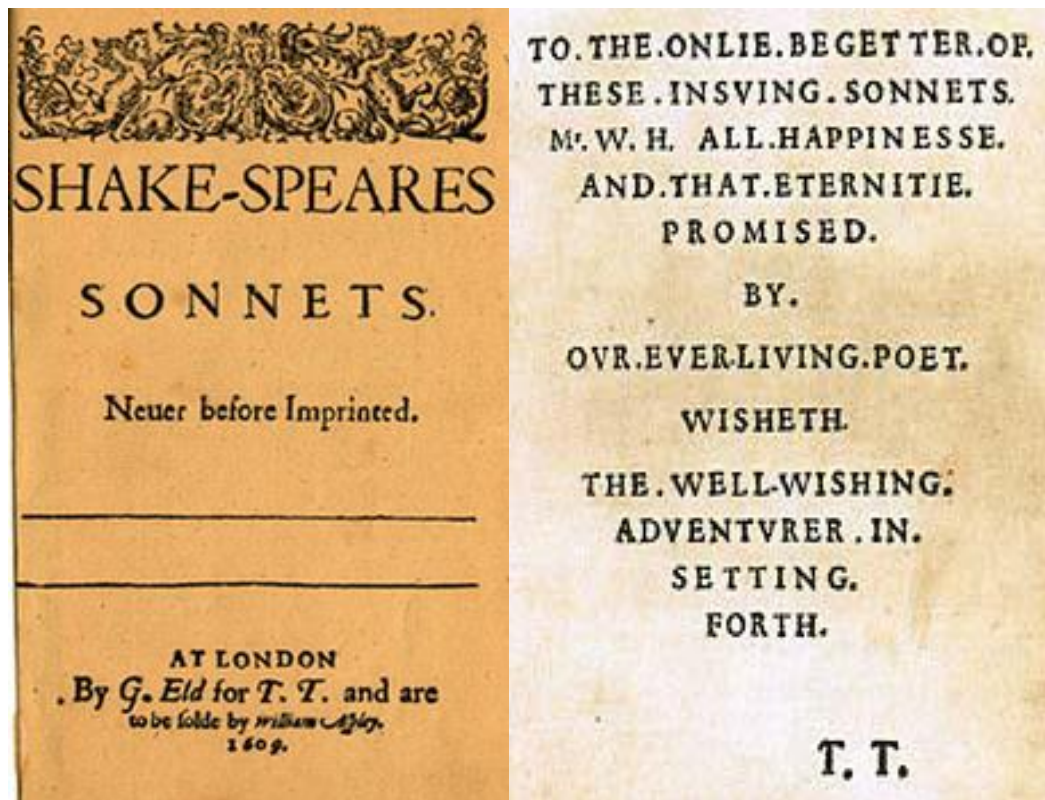 SHAKE-SPEARES
SONNETS.
Neuer before Imprinted.
AT LONDON
By G. Eld for T. T. and are
to be solde by William Aspley.
1609.
TO.THE.ONLIE.BEGETTER.OF.
THESE.INSVING.SONNETS.
Mr.W.H. ALL.HAPPINESSE.
AND.THAT.ETERNITIE.
PROMISED.
BY.
OVR.EVER-LIVING.POET.
WISHETH.
THE.WELL-WISHING.
ADVENTVRER.IN.
SETTING.
FORTH.
T. T.